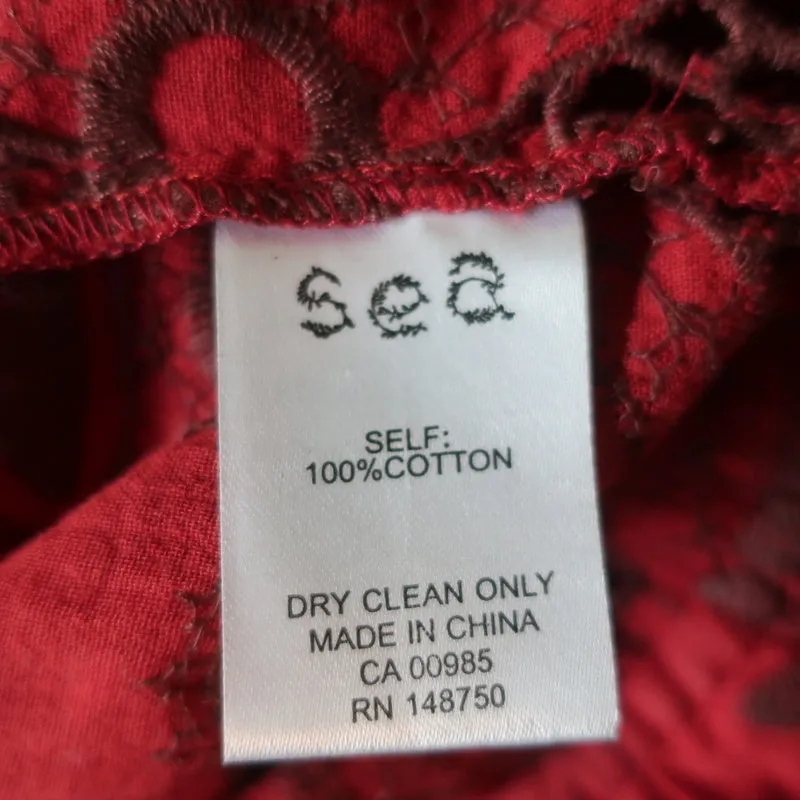 sea
SELF:
100%COTTON
DRY CLEAN ONLY
MADE IN CHINA
CA 00985
RN 148750